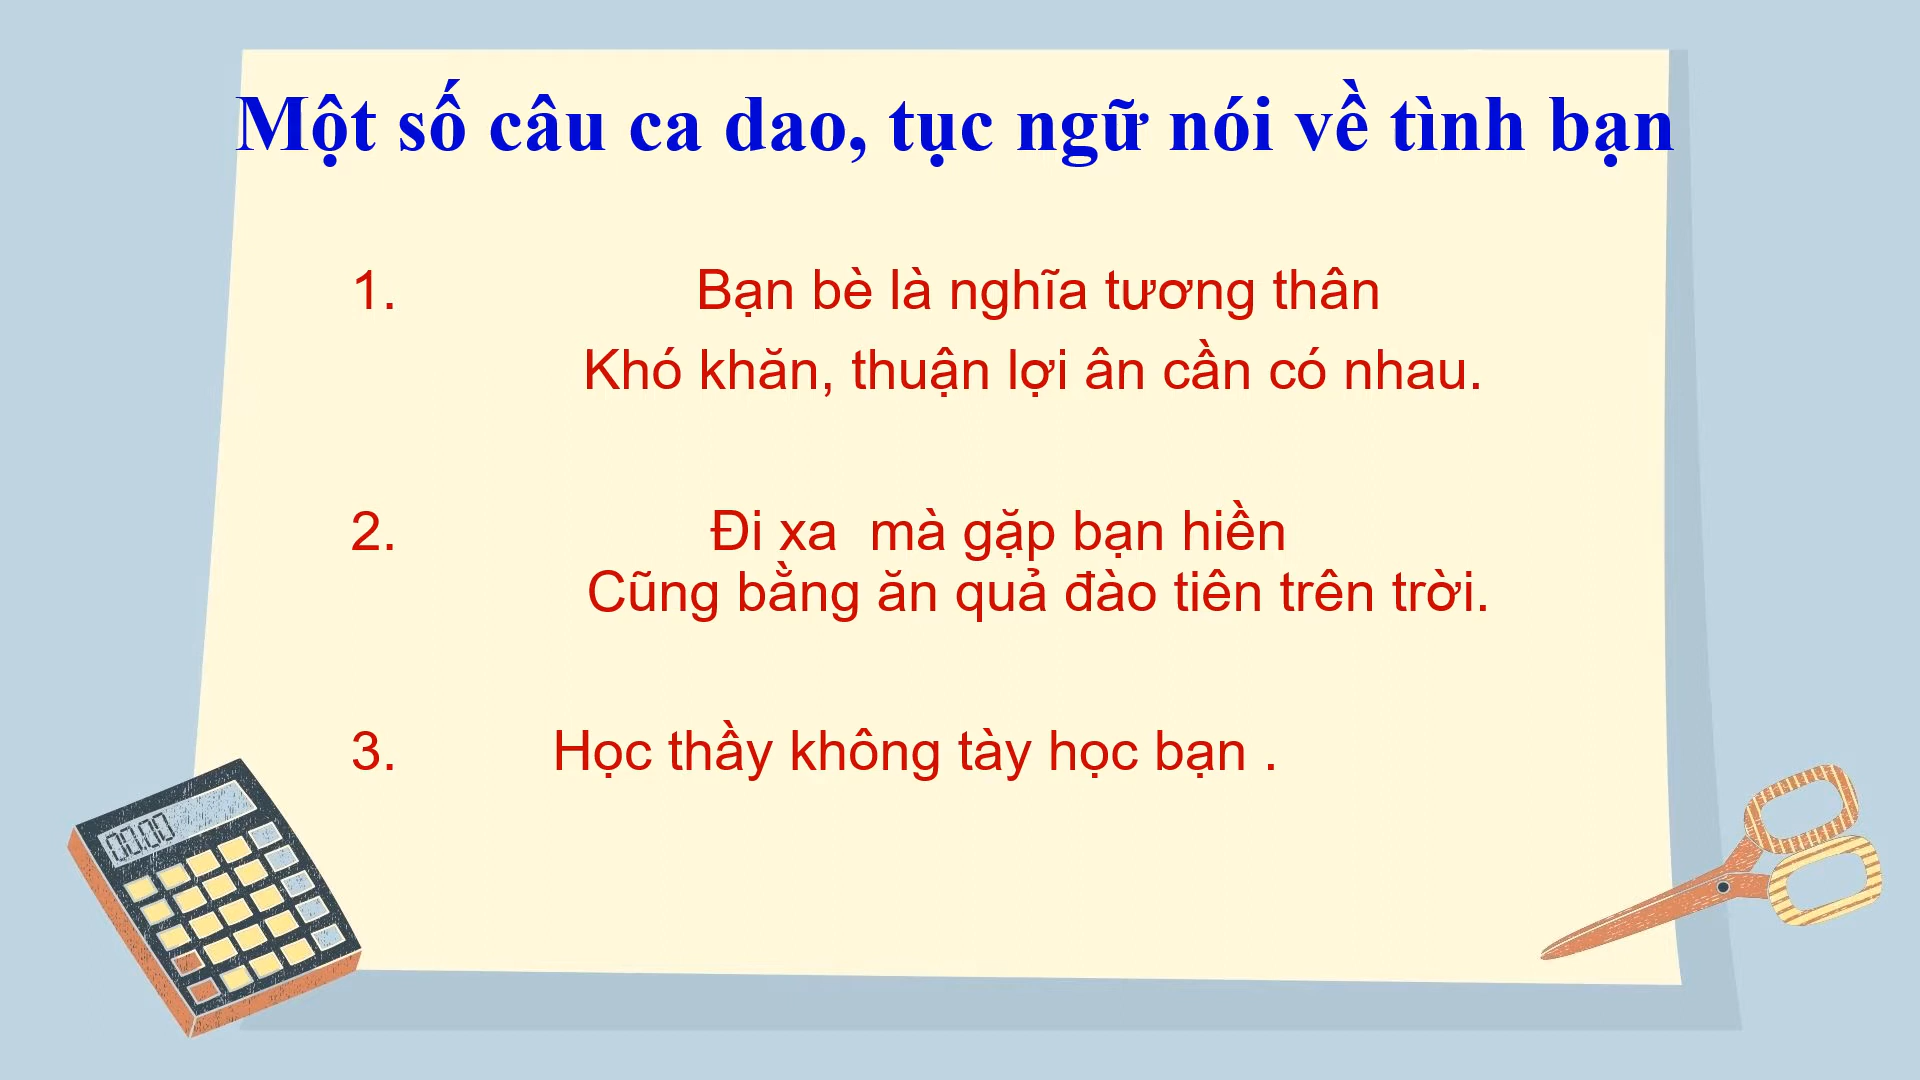 Một số câu ca dao, tục ngữ nói về tình bạn
1. Bạn bè là nghĩa tương thân
Khó khăn, thuận lợi ân cần có nhau.
2. Đi xa  mà gặp bạn hiền
Cũng bằng ăn quả đào tiên trên trời.
3. Học thầy không tày học bạn .
00.00